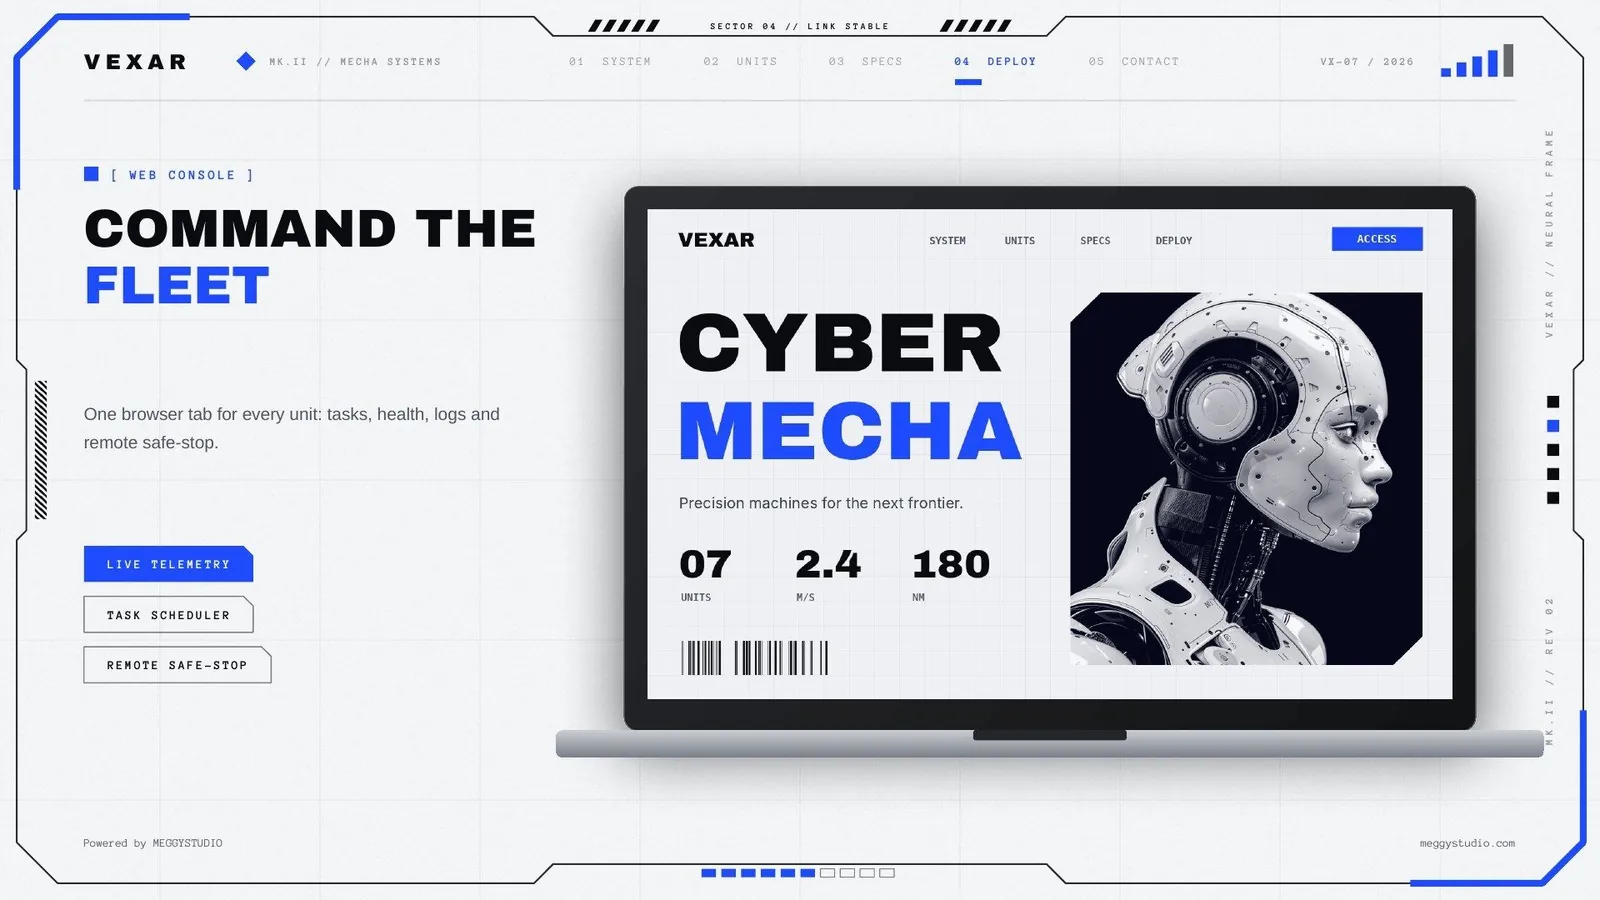 SECTOR 04 // LINK STABLE
VEXAR
MK.II // MECHA SYSTEMS
01 SYSTEM
02 UNITS
03 SPECS
04 DEPLOY
05 CONTACT
VX-07 / 2026
[ WEB CONSOLE ]
COMMAND THE
FLEET
One browser tab for every unit: tasks, health, logs and
remote safe-stop.
LIVE TELEMETRY
TASK SCHEDULER
REMOTE SAFE-STOP
VEXAR
SYSTEM
UNITS
SPECS
DEPLOY
ACCESS
CYBER
MECHA
Precision machines for the next frontier.
07
UNITS
2.4
M/S
180
NM
VEXAR // NEURAL FRAME
MK.II // REV 02
Powered by MEGGYSTUDIO
meggystudio.com